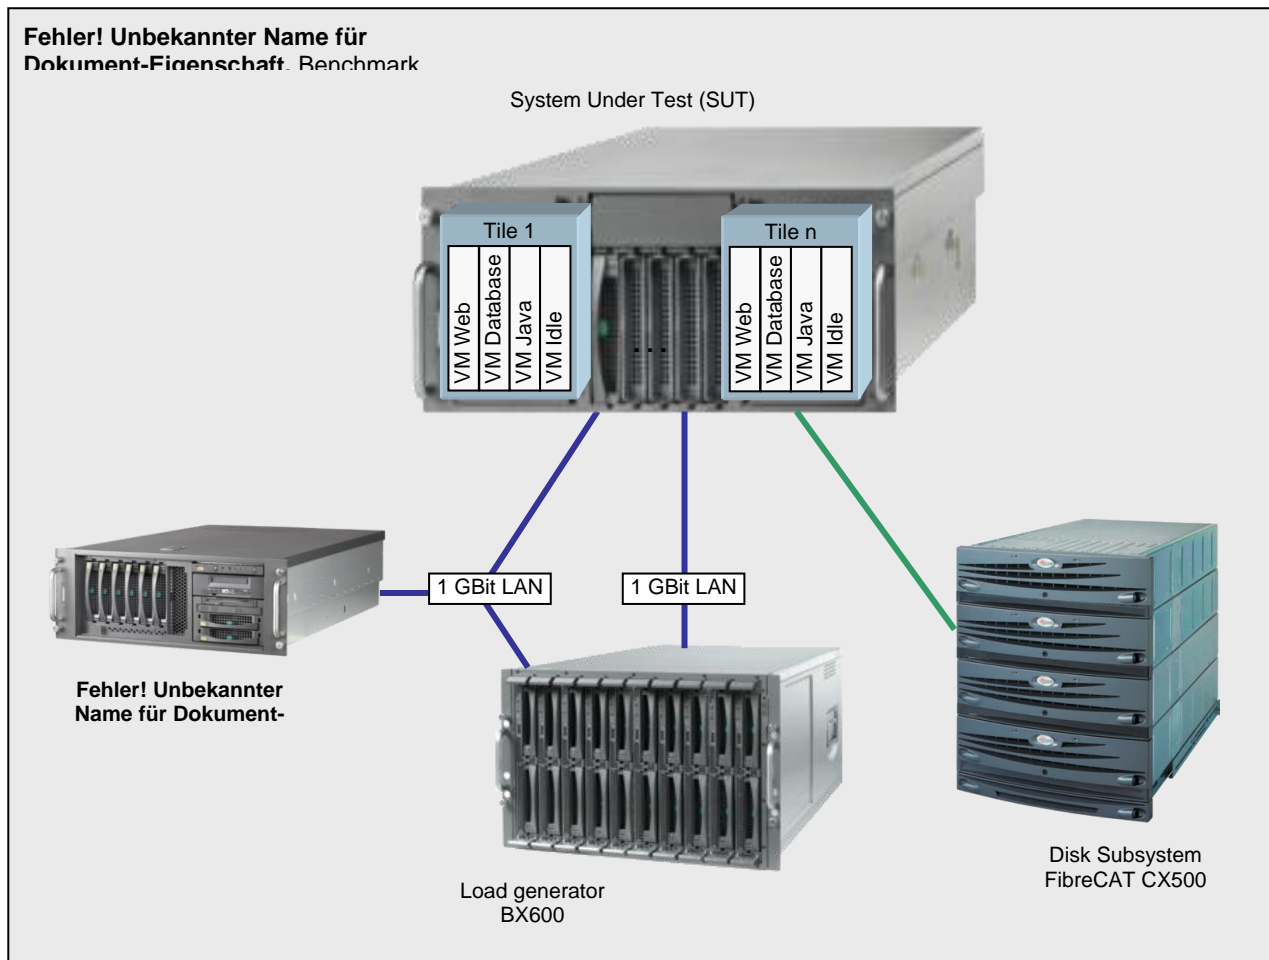 Fehler! Unbekannter Name für
Dokument-Eigenschaft. Benchmark
System Under Test (SUT)
Tile 1
VM Web
VM Database
VM Java
VM Idle
...
Tile n
VM Web
VM Database
VM Java
VM Idle
1 GBit LAN
1 GBit LAN
Fehler! Unbekannter
Name für Dokument-
Load generator
BX600
Disk Subsystem
FibreCAT CX500